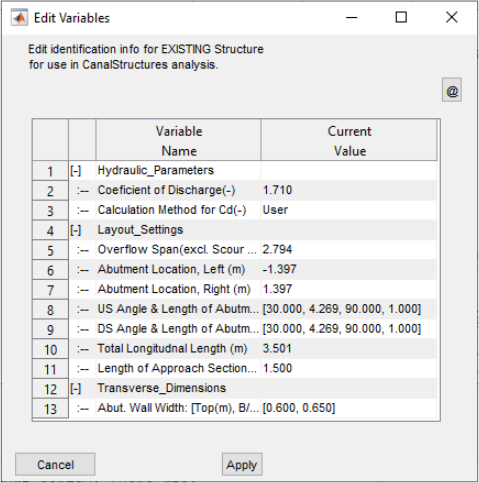 Edit Variables
Edit identification info for EXISTING Structure
for use in CanalStructures analysis.
@
Variable Name Current Value
1 [-] Hydraulic_Parameters
2 :-- Coeficient of Discharge(-) 1.710
3 :-- Calculation Method for Cd(-) User
4 [-] Layout_Settings
5 :-- Overflow Span(excl. Scour ... 2.794
6 :-- Abutment Location, Left (m) -1.397
7 :-- Abutment Location, Right (m) 1.397
8 :-- US Angle & Length of Abutm... [30.000, 4.269, 90.000, 1.000]
9 :-- DS Angle & Length of Abutm... [30.000, 4.269, 90.000, 1.000]
10 :-- Total Longitudnal Length (m) 3.501
11 :-- Length of Approach Section... 1.500
12 [-] Transverse_Dimensions
13 :-- Abut. Wall Width: [Top(m), B/... [0.600, 0.650]
Cancel Apply